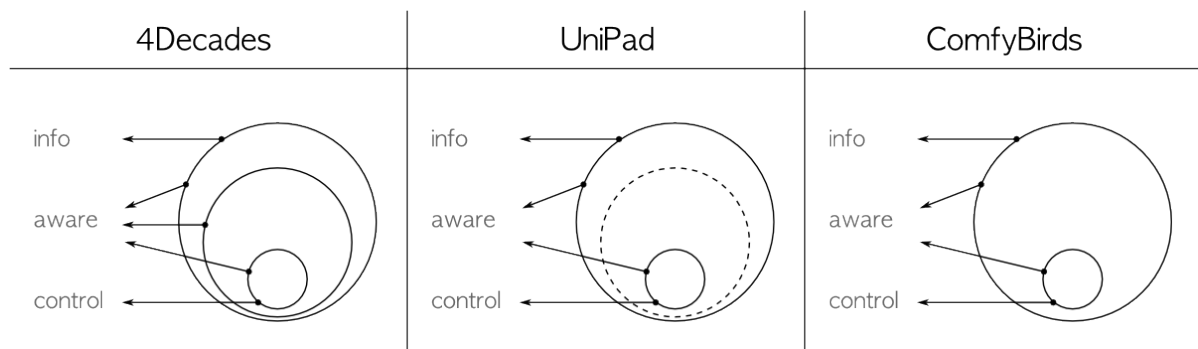 4Decades
UniPad
ComfyBirds
info
info
info
aware
aware
aware
control
control
control